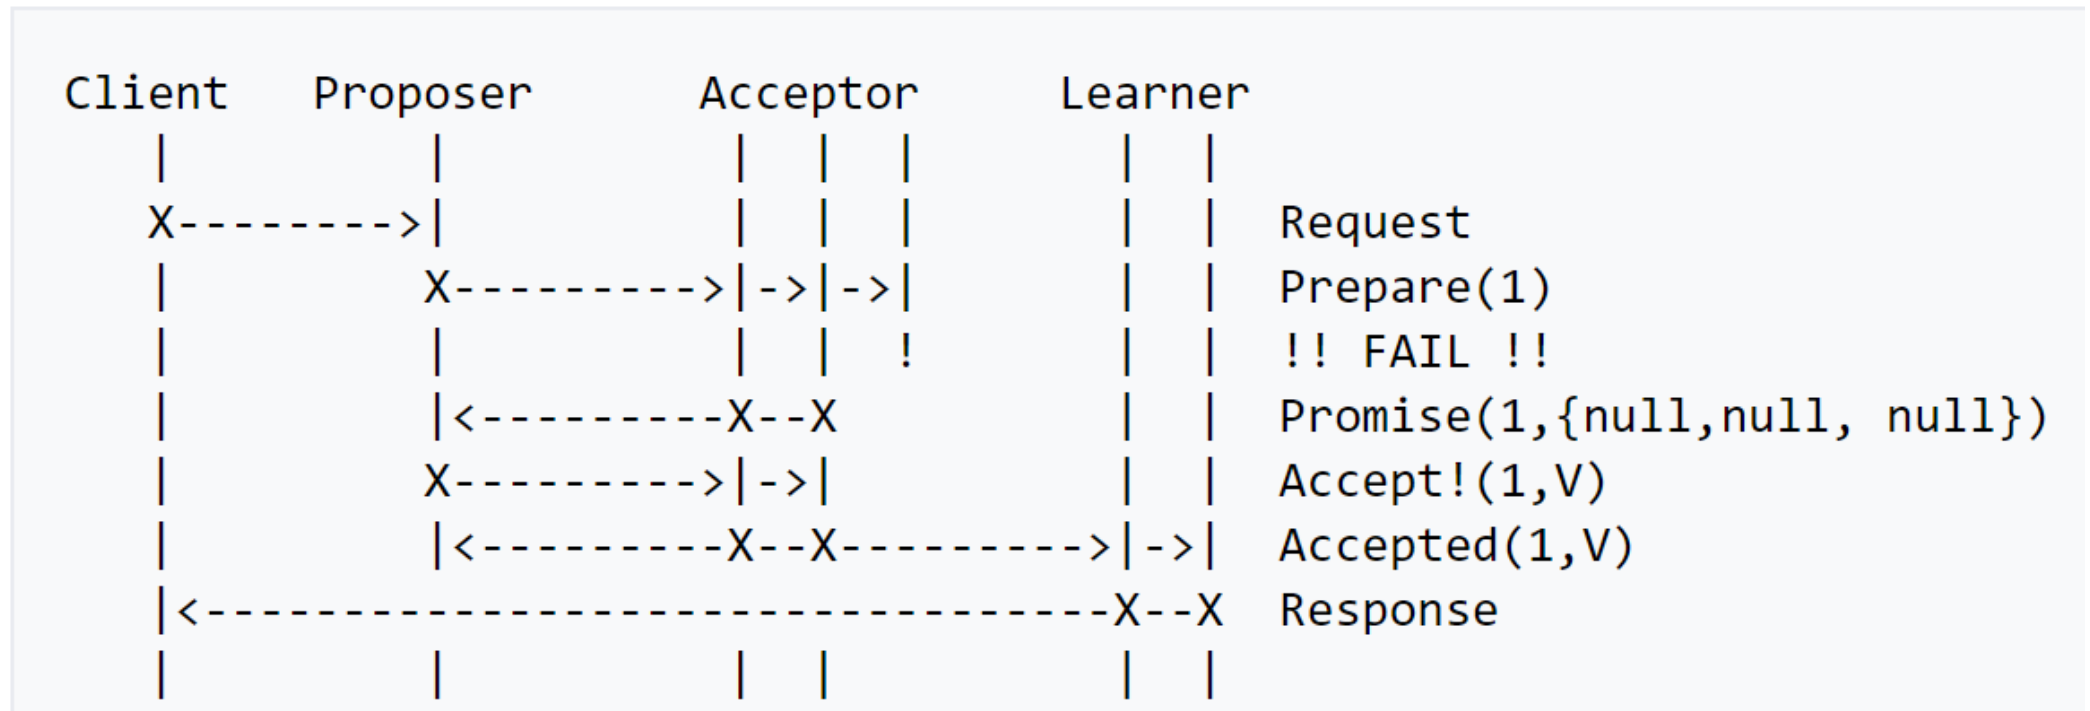 Client   Proposer      Acceptor     Learner
   |         |          |  |  |       |  |
   X-------->|          |  |  |       |  |  Request
   |         X--------->|->|->|       |  |  Prepare(1)
   |         |          |  |  !       |  |  !! FAIL !!
   |         |<---------X--X          |  |  Promise(1,{null,null, null})
   |         X--------->|->|          |  |  Accept!(1,V)
   |         |<---------X--X--------->|->|  Accepted(1,V)
   |<---------------------------------X--X  Response
   |         |          |  |          |  |